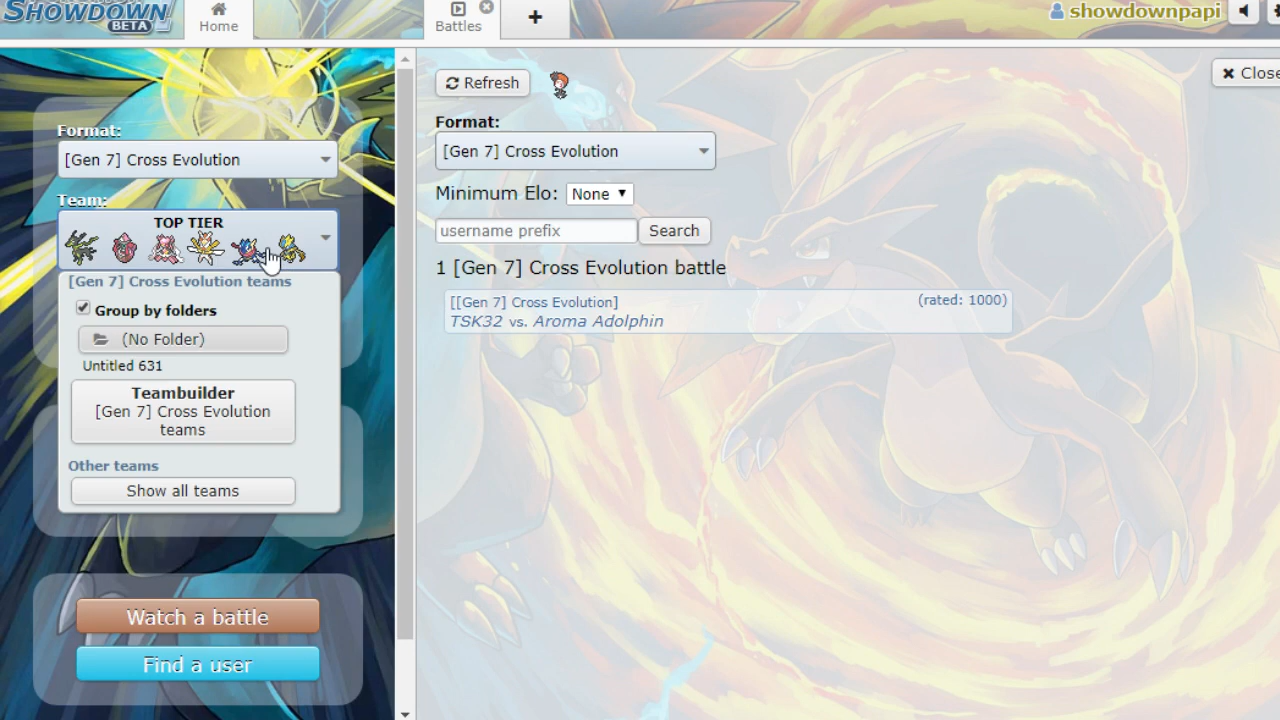 SHOWDOWN
BETA
Home
Battles
+
showdownpapi
Format:
[Gen 7] Cross Evolution
Team:
TOP TIER
[Gen 7] Cross Evolution teams
Group by folders
(No Folder)
Untitled 631
Teambuilder
[Gen 7] Cross Evolution
teams
Other teams
Show all teams
Watch a battle
Find a user
Refresh
Close
Format:
[Gen 7] Cross Evolution
Minimum Elo: None
username prefix
Search
1 [Gen 7] Cross Evolution battle
[[Gen 7] Cross Evolution] (rated: 1000)
TSK32 vs. Aroma Adolphin